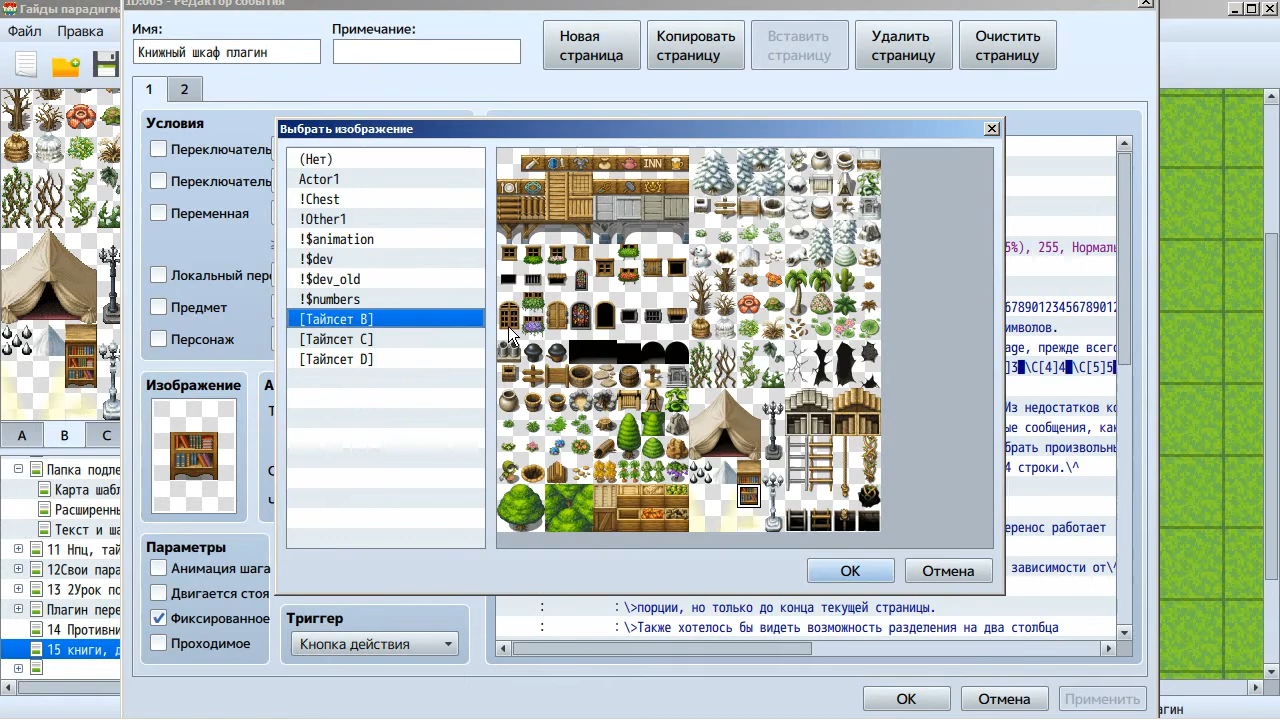 Гайды парадигма
ID:005 - Редактор события
Файл
Правка
Имя:
Примечание:
Книжный шкаф плагин
Новая страница
Копировать страницу
Вставить страницу
Удалить страницу
Очистить страницу
1
2
Условия
Переключатель
Переключатель
Переменная
Локальный пер
Предмет
Персонаж
Изображение
Параметры
Анимация шага
Двигается стоя
Фиксированное
Проходимое
Триггер
Кнопка действия
Выбрать изображение
(Нет)
Actor1
!Chest
!Other1
!$animation
!$dev
!$dev_old
!$numbers
[Тайлсет B]
[Тайлсет C]
[Тайлсет D]
INN
OK
Отмена
5%), 255, Нормаль
67890123456789012
имволов.
age, прежде всего
]3█\C[4]4█\C[5]5
Из недостатков ко
ые сообщения, как
брать произвольны
4 строки.\^
еренос работает
зависимости от\^
: :\>порции, но только до конца текущей страницы.
: :\>Также хотелось бы видеть возможность разделения на два столбца
A
B
C
Папка подле
Карта шабл
Расширенны
Текст и ша
11 Нпц, тай
12Свои пара
13 2Урок по
Плагин пере
14 Противни
15 книги, д
OK
Отмена
Применить
агин